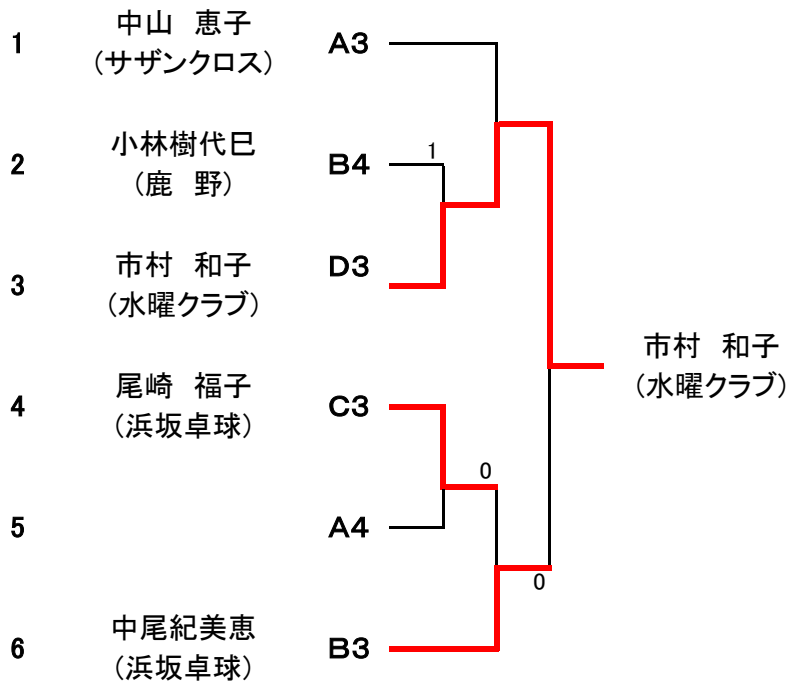 1 中山　恵子 A3
(サザンクロス)
2 小林樹代巳 B4 1
(鹿　野)
3 市村　和子 D3
(水曜クラブ)
市村　和子
(水曜クラブ)
4 尾崎　福子 C3
(浜坂卓球)
0
5 A4
0
6 中尾紀美恵 B3
(浜坂卓球)